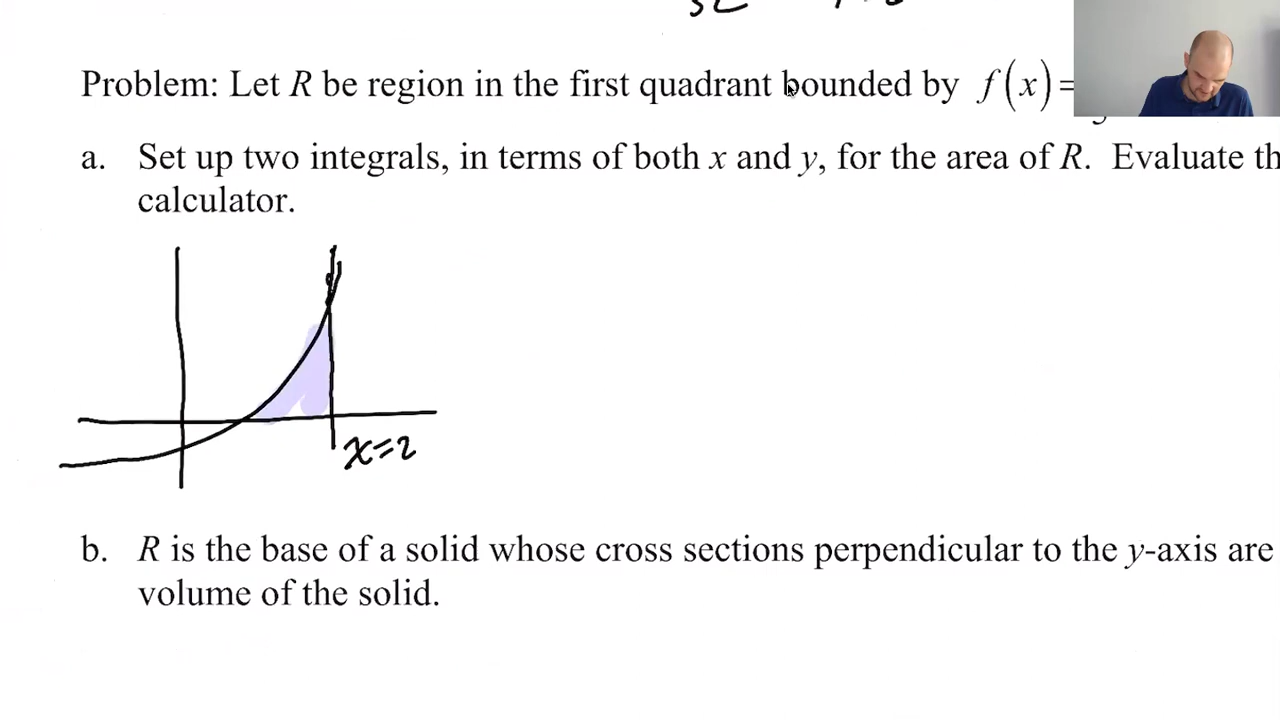 Problem: Let R be region in the first quadrant bounded by f(x)=
a. Set up two integrals, in terms of both x and y, for the area of R. Evaluate th
calculator.
x=2
b. R is the base of a solid whose cross sections perpendicular to the y-axis are
volume of the solid.